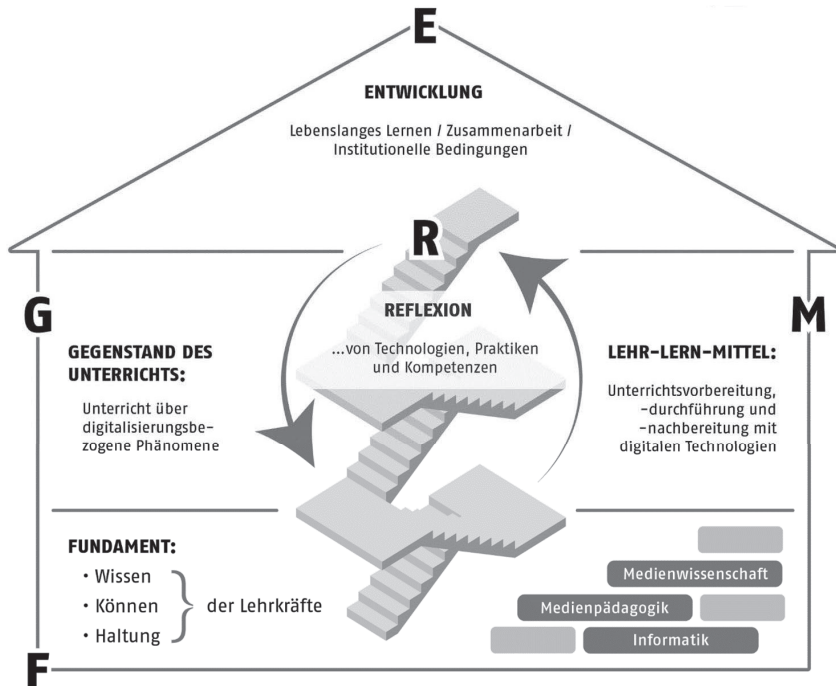 E
ENTWICKLUNG
Lebenslanges Lernen / Zusammenarbeit /
Institutionelle Bedingungen
R
REFLEXION
...von Technologien, Praktiken
und Kompetenzen
G
GEGENSTAND DES
UNTERRICHTS:
Unterricht über
digitalisierungsbe-
zogene Phänomene
M
LEHR-LERN-MITTEL:
Unterrichtsvorbereitung,
-durchführung und
-nachbereitung mit
digitalen Technologien
FUNDAMENT:
• Wissen
• Können
• Haltung
der Lehrkräfte
Medienwissenschaft
Medienpädagogik
Informatik
F